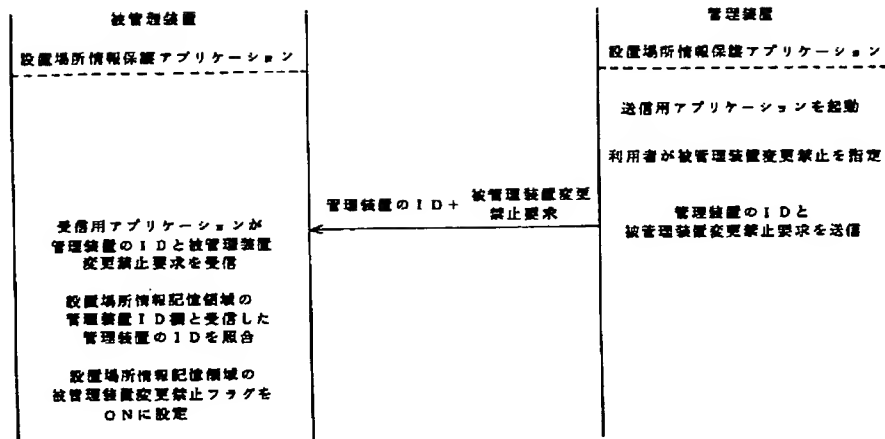 被管理装置
設置場所情報保護アプリケーション
受信用アプリケーションが
管理装置のIDと被管理装置
変更禁止要求を受信
設置場所情報記憶領域の
管理装置ID欄と受信した
管理装置のIDを照合
設置場所情報記憶領域の
被管理装置変更禁止フラグを
ONに設定
管理装置のID+
被管理装置変更
禁止要求
管理装置
設置場所情報保護アプリケーション
送信用アプリケーションを起動
利用者が被管理装置変更禁止を指定
管理装置のIDと
被管理装置変更禁止要求を送信